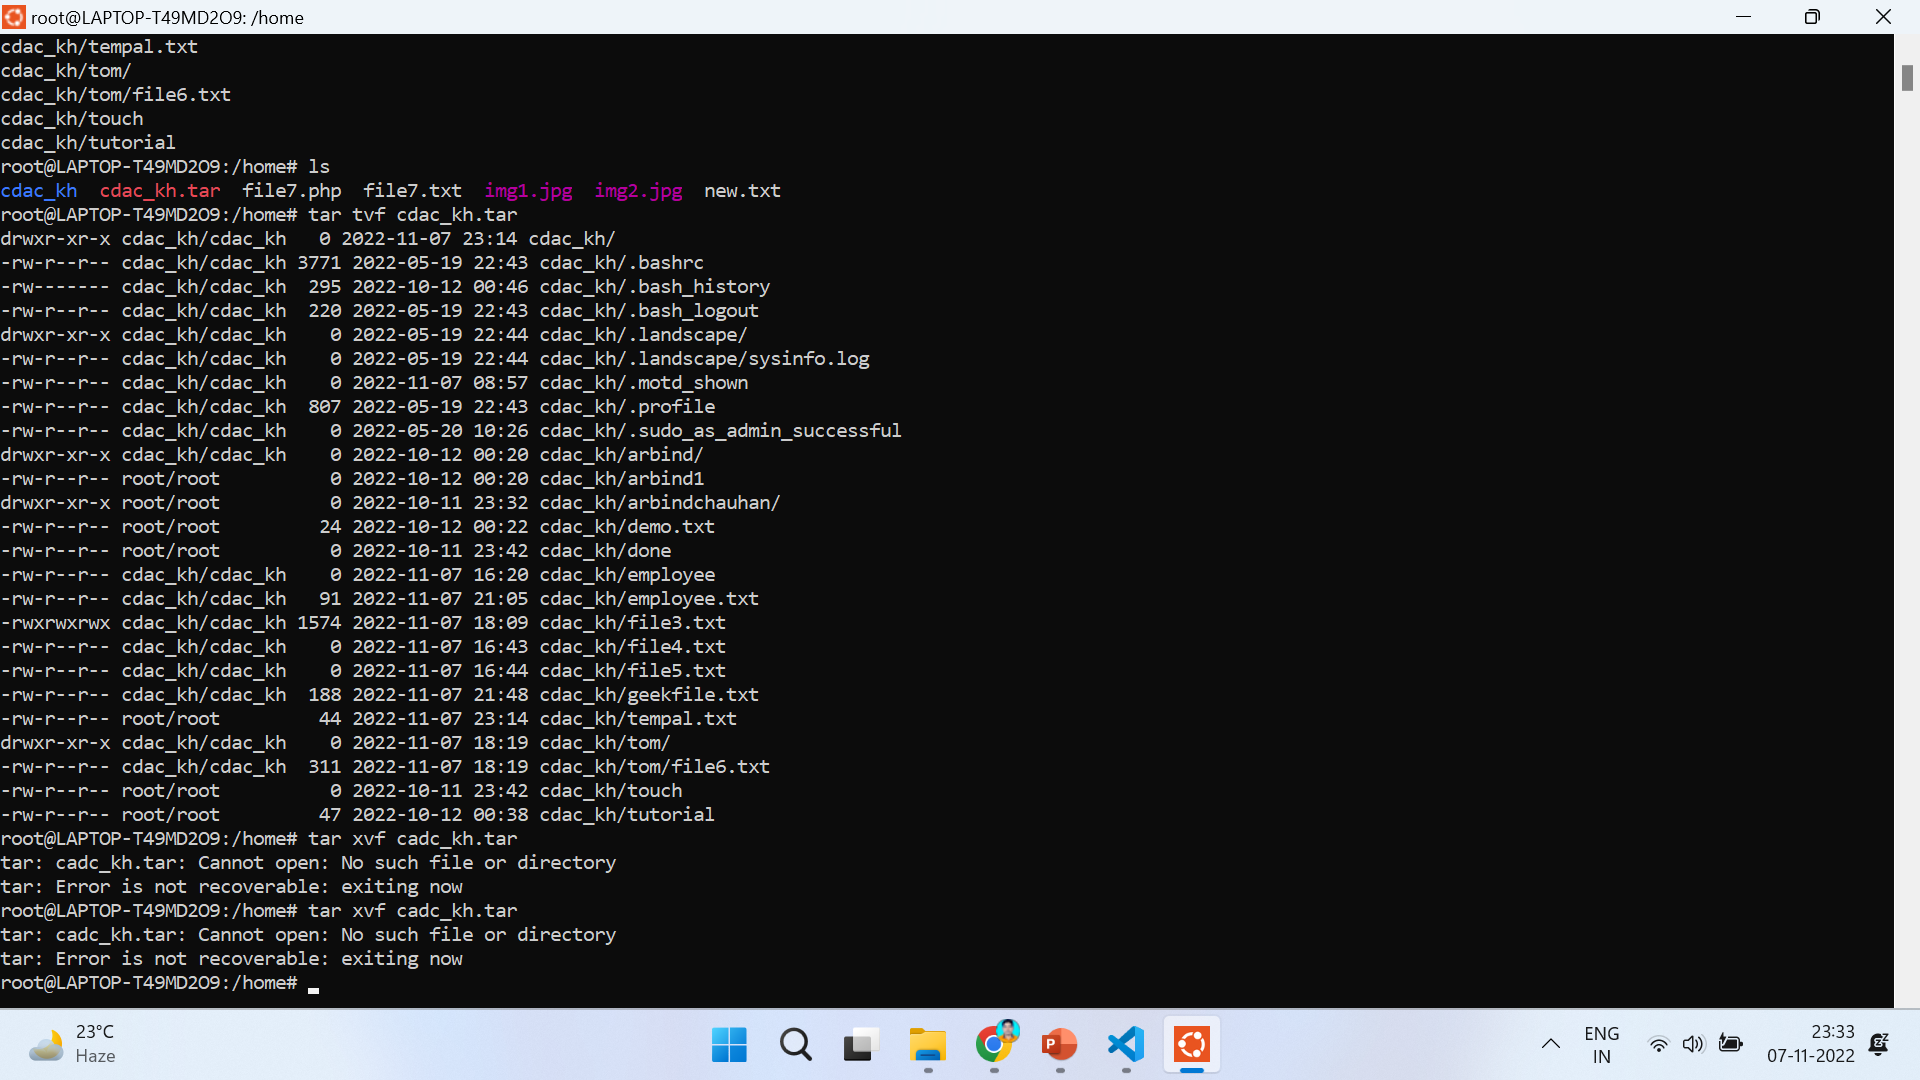 root@LAPTOP-T49MD2O9: /home
cdac_kh/tempal.txt
cdac_kh/tom/
cdac_kh/tom/file6.txt
cdac_kh/touch
cdac_kh/tutorial
root@LAPTOP-T49MD2O9:/home# ls
cdac_kh  cdac_kh.tar  file7.php  file7.txt  img1.jpg  img2.jpg  new.txt
root@LAPTOP-T49MD2O9:/home# tar tvf cdac_kh.tar
drwxr-xr-x cdac_kh/cdac_kh   0 2022-11-07 23:14 cdac_kh/
-rw-r--r-- cdac_kh/cdac_kh 3771 2022-05-19 22:43 cdac_kh/.bashrc
-rw------- cdac_kh/cdac_kh  295 2022-10-12 00:46 cdac_kh/.bash_history
-rw-r--r-- cdac_kh/cdac_kh  220 2022-05-19 22:43 cdac_kh/.bash_logout
drwxr-xr-x cdac_kh/cdac_kh    0 2022-05-19 22:44 cdac_kh/.landscape/
-rw-r--r-- cdac_kh/cdac_kh    0 2022-05-19 22:44 cdac_kh/.landscape/sysinfo.log
-rw-r--r-- cdac_kh/cdac_kh    0 2022-11-07 08:57 cdac_kh/.motd_shown
-rw-r--r-- cdac_kh/cdac_kh  807 2022-05-19 22:43 cdac_kh/.profile
-rw-r--r-- cdac_kh/cdac_kh    0 2022-05-20 10:26 cdac_kh/.sudo_as_admin_successful
drwxr-xr-x cdac_kh/cdac_kh    0 2022-10-12 00:20 cdac_kh/arbind/
-rw-r--r-- root/root          0 2022-10-12 00:20 cdac_kh/arbind1
drwxr-xr-x root/root          0 2022-10-11 23:32 cdac_kh/arbindchauhan/
-rw-r--r-- root/root         24 2022-10-12 00:22 cdac_kh/demo.txt
-rw-r--r-- root/root          0 2022-10-11 23:42 cdac_kh/done
-rw-r--r-- cdac_kh/cdac_kh    0 2022-11-07 16:20 cdac_kh/employee
-rw-r--r-- cdac_kh/cdac_kh   91 2022-11-07 21:05 cdac_kh/employee.txt
-rwxrwxrwx cdac_kh/cdac_kh 1574 2022-11-07 18:09 cdac_kh/file3.txt
-rw-r--r-- cdac_kh/cdac_kh    0 2022-11-07 16:43 cdac_kh/file4.txt
-rw-r--r-- cdac_kh/cdac_kh    0 2022-11-07 16:44 cdac_kh/file5.txt
-rw-r--r-- cdac_kh/cdac_kh  188 2022-11-07 21:48 cdac_kh/geekfile.txt
-rw-r--r-- root/root         44 2022-11-07 23:14 cdac_kh/tempal.txt
drwxr-xr-x cdac_kh/cdac_kh    0 2022-11-07 18:19 cdac_kh/tom/
-rw-r--r-- cdac_kh/cdac_kh  311 2022-11-07 18:19 cdac_kh/tom/file6.txt
-rw-r--r-- root/root          0 2022-10-11 23:42 cdac_kh/touch
-rw-r--r-- root/root         47 2022-10-12 00:38 cdac_kh/tutorial
root@LAPTOP-T49MD2O9:/home# tar xvf cadc_kh.tar
tar: cadc_kh.tar: Cannot open: No such file or directory
tar: Error is not recoverable: exiting now
root@LAPTOP-T49MD2O9:/home# tar xvf cadc_kh.tar
tar: cadc_kh.tar: Cannot open: No such file or directory
tar: Error is not recoverable: exiting now
root@LAPTOP-T49MD2O9:/home#
23°C
Haze
P
ENG
IN
23:33
07-11-2022